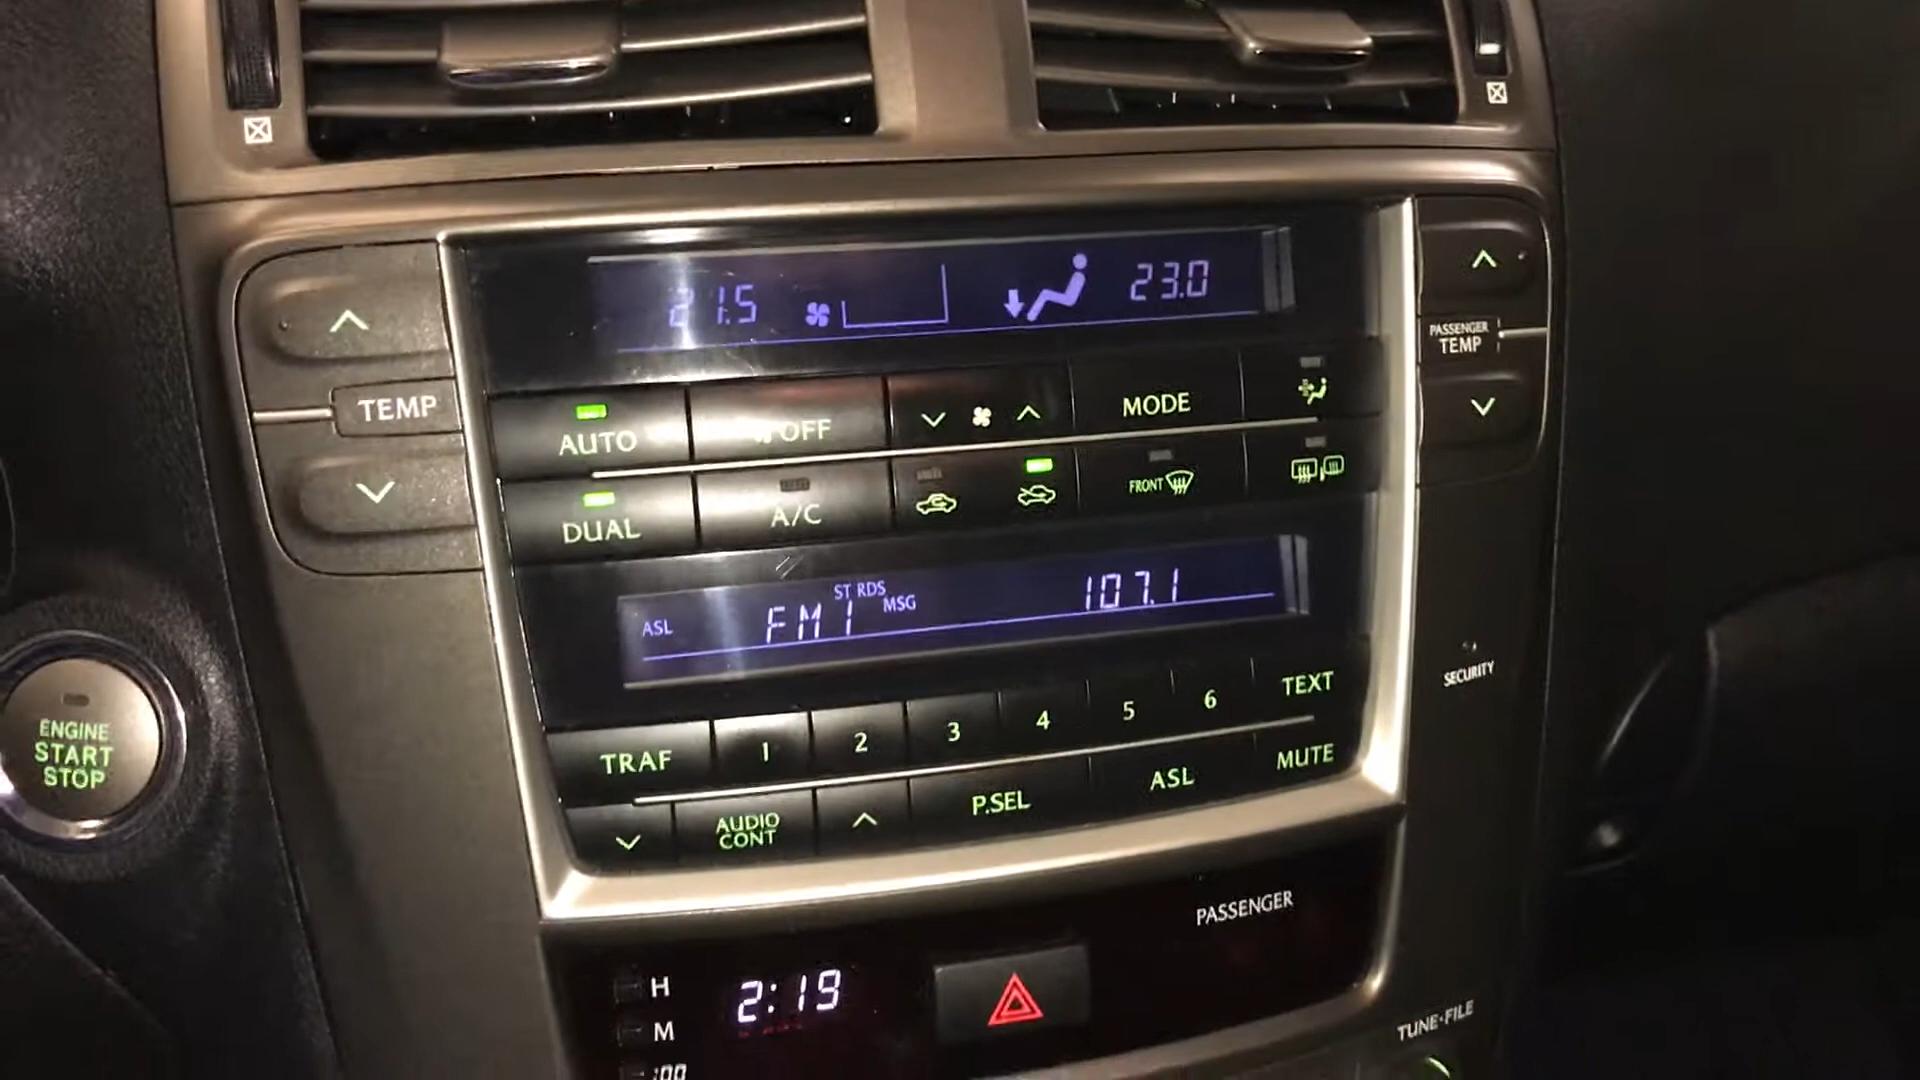 21.5 23.0
PASSENGER
TEMP
TEMP
AUTO OFF MODE
DUAL A/C FRONT
ASL FM1 ST RDS MSG 107.1
SECURITY
ENGINE
START
STOP
TRAF 1 2 3 4 5 6 TEXT
AUDIO
CONT
P.SEL ASL MUTE
PASSENGER
H 2:19
M
:00
TUNE•FILE